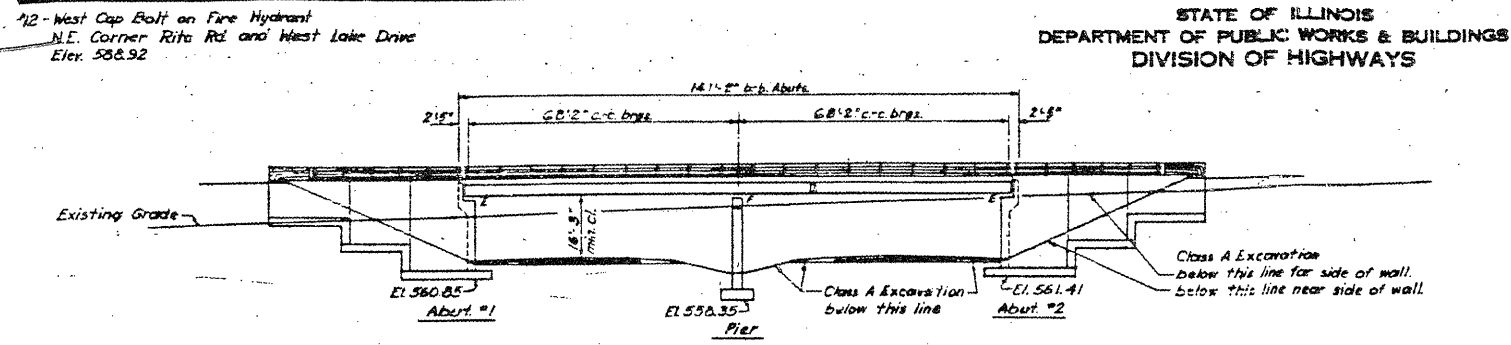 #12 - West Cap Bolt on Fire Hydrant
N.E. Corner Rita Rd. and West Lake Drive
Elev. 588.92
STATE OF ILLINOIS
DEPARTMENT OF PUBLIC WORKS & BUILDINGS
DIVISION OF HIGHWAYS
141'-2" b-b. Abuts.
2'5"
68'2" c.-c. brgs.
68'2" c.-c. brgs.
2'5"
E
F
E
Existing Grade
16'-3"
min. Cl.
Class A Excavation
below this line far side of wall.
below this line near side of wall.
El. 560.85
Abut. #1
El. 558.35
Pier
Class A Excavation
below this line
El. 561.41
Abut. #2